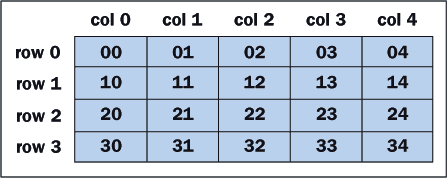 col 0 col 1 col 2 col 3 col 4
row 0 00 01 02 03 04
row 1 10 11 12 13 14
row 2 20 21 22 23 24
row 3 30 31 32 33 34